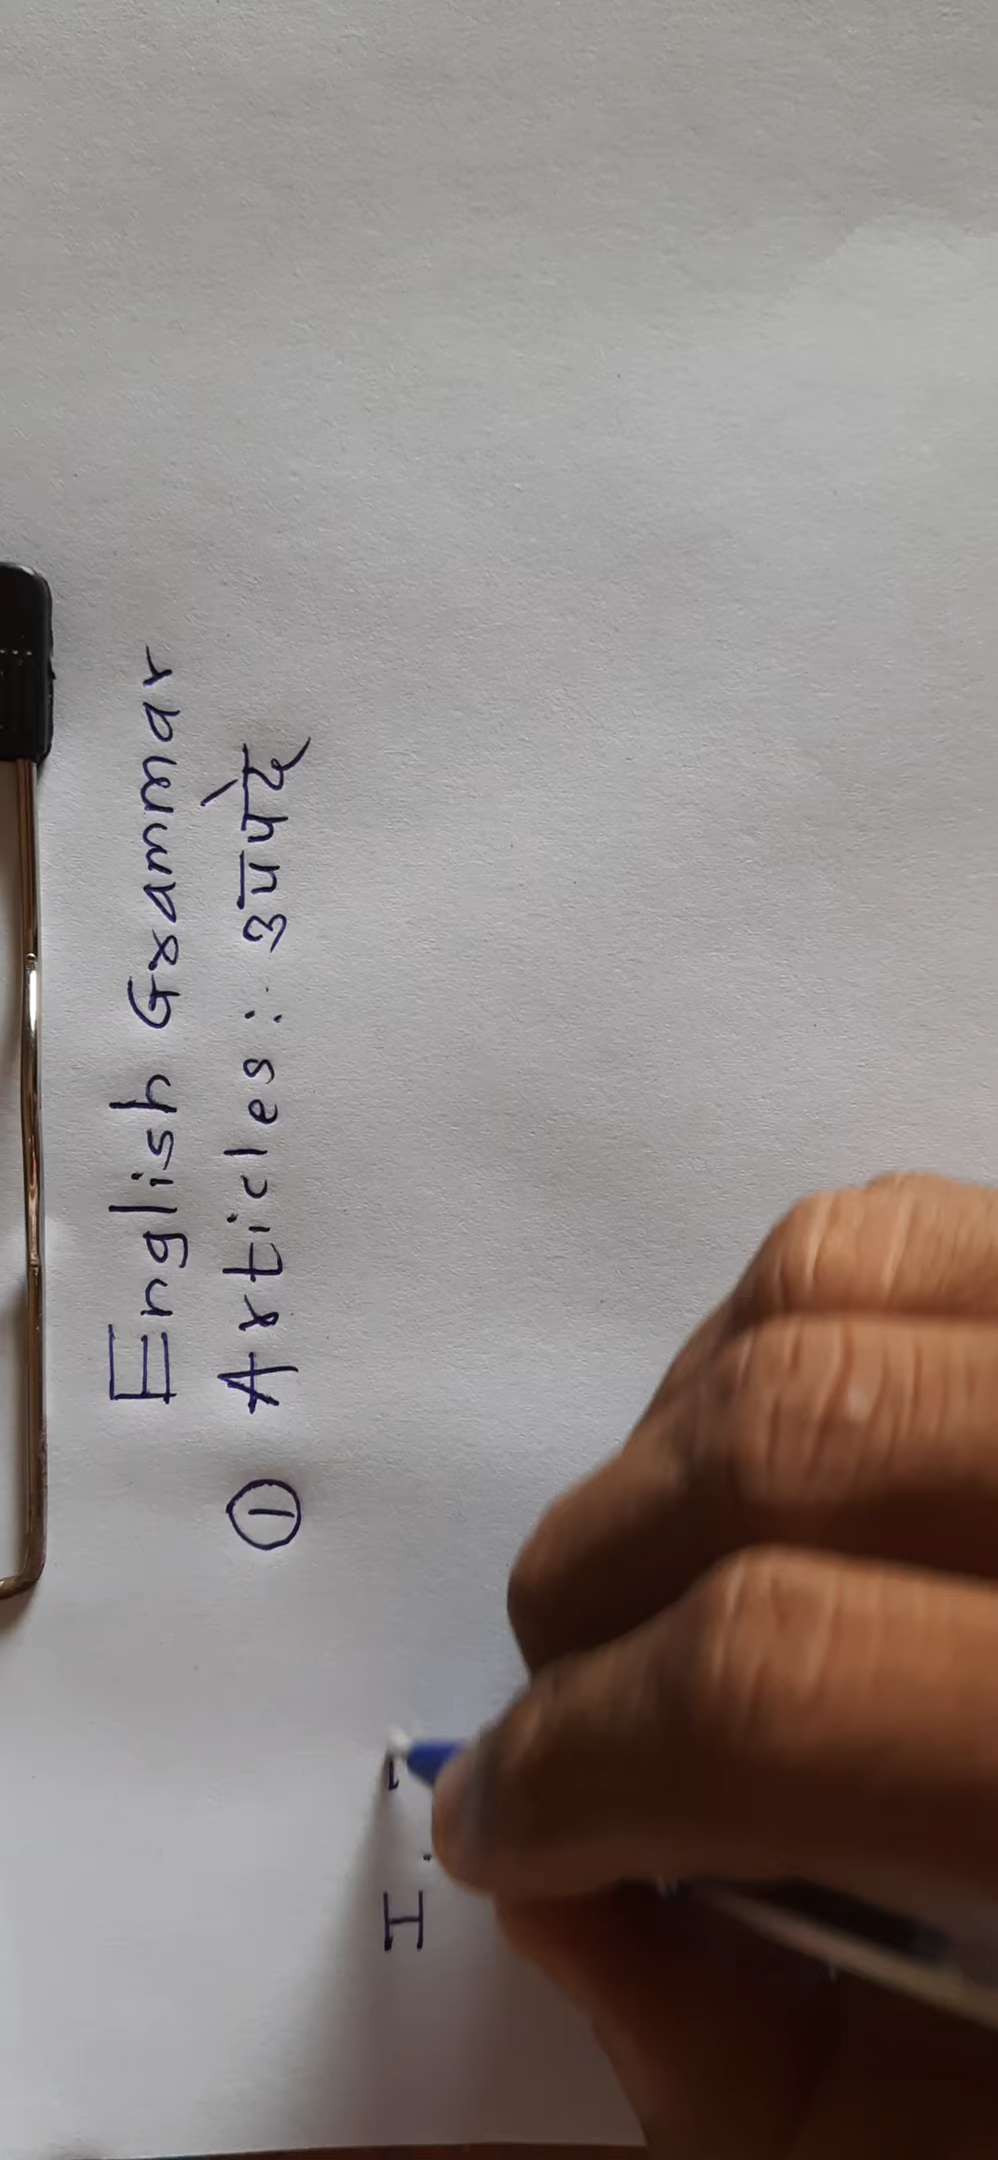 English Grammar
① Articles: उपपदे
I.